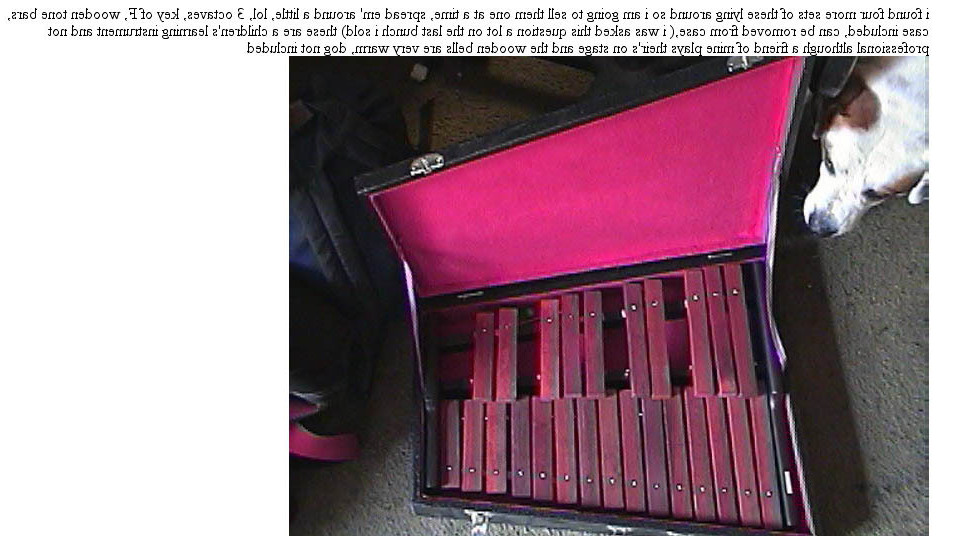 i found four more sets of these lying around so i am going to sell them one at a time, spread em' around a little, lol, 3 octaves, key of F, wooden tone bars,
case included, can be removed from case,( i was asked this question a lot on the last bunch i sold) these are a children's learning instrument and not
professional although a friend of mine plays their's on stage and the wooden bells are very warm, dog not included